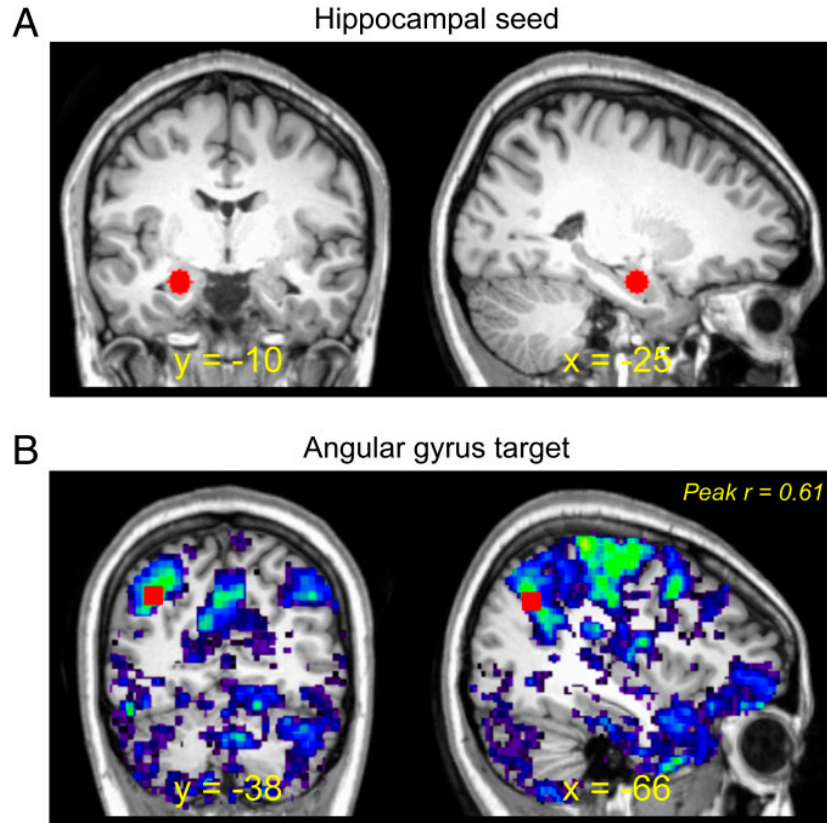 A
Hippocampal seed
y = -10
x = -25
B
Angular gyrus target
Peak r = 0.61
y = -38
x = -66